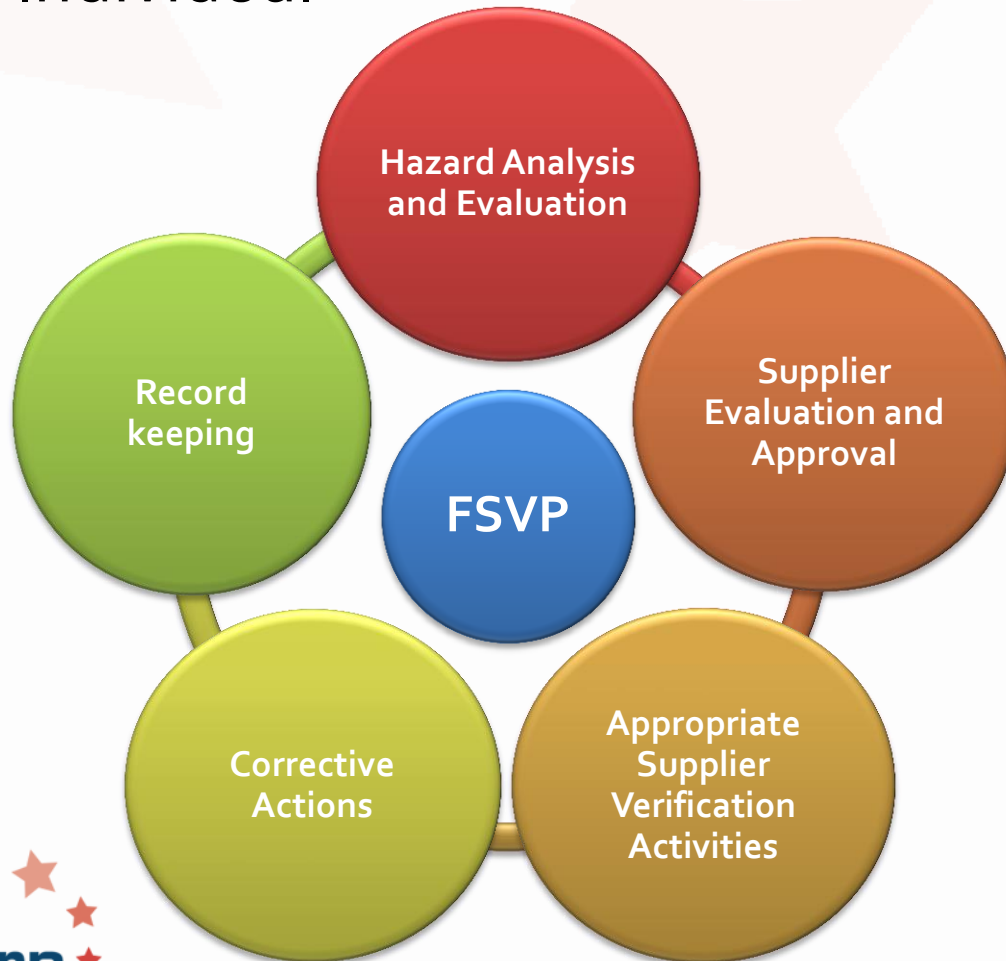 Hazard Analysis
and Evaluation
Supplier
Evaluation and
Approval
Record
keeping
FSVP
Appropriate
Supplier
Verification
Activities
Corrective
Actions